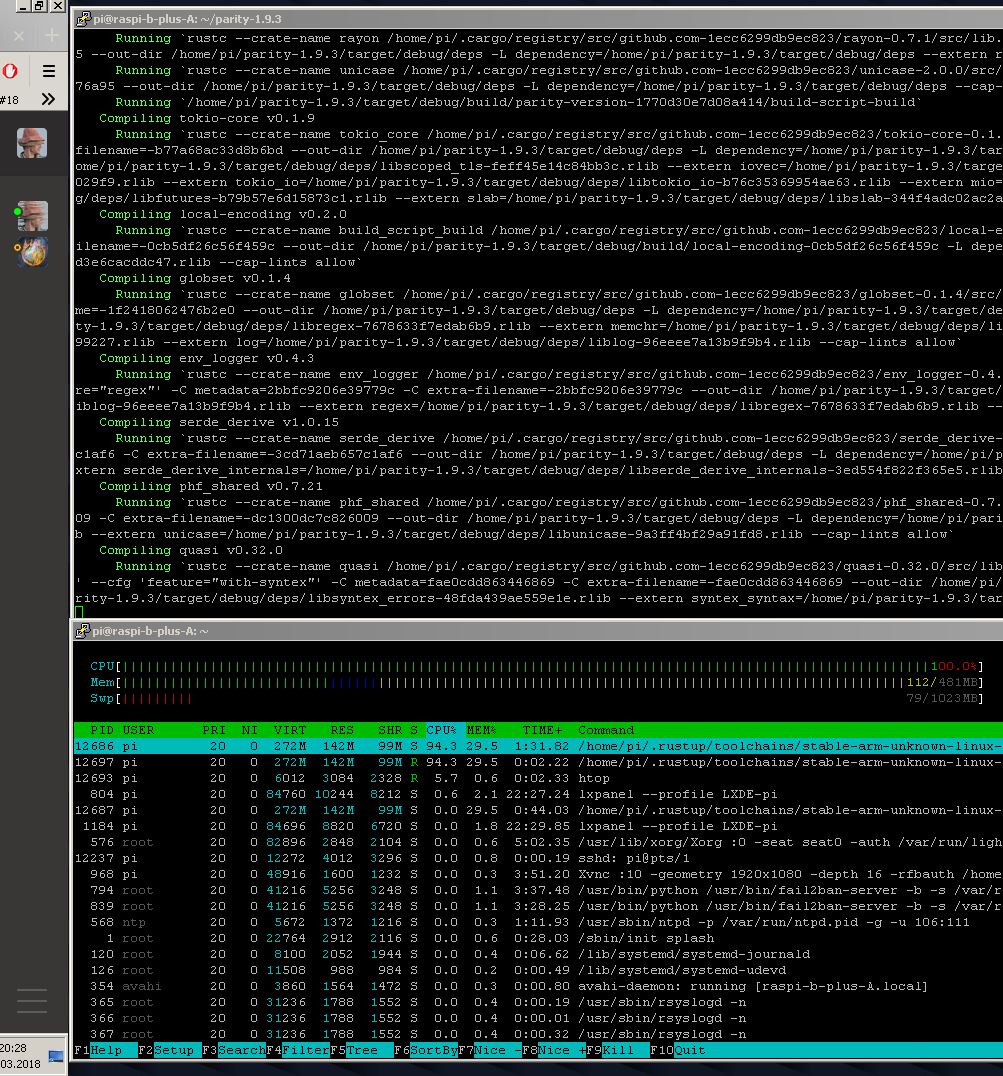 pi@raspi-b-plus-A: ~/parity-1.9.3
Running `rustc --crate-name rayon /home/pi/.cargo/registry/src/github.com-1ecc6299db9ec823/rayon-0.7.1/src/lib.
5 --out-dir /home/pi/parity-1.9.3/target/debug/deps -L dependency=/home/pi/parity-1.9.3/target/debug/deps --extern r
Running `rustc --crate-name unicase /home/pi/.cargo/registry/src/github.com-1ecc6299db9ec823/unicase-2.0.0/src/
76a95 --out-dir /home/pi/parity-1.9.3/target/debug/deps -L dependency=/home/pi/parity-1.9.3/target/debug/deps --cap-
Running `/home/pi/parity-1.9.3/target/debug/build/parity-version-1770d30e7d08a414/build-script-build`
Compiling tokio-core v0.1.9
Running `rustc --crate-name tokio_core /home/pi/.cargo/registry/src/github.com-1ecc6299db9ec823/tokio-core-0.1.
filename=-b77a68ac33d8b6bd --out-dir /home/pi/parity-1.9.3/target/debug/deps -L dependency=/home/pi/parity-1.9.3/tar
ome/pi/parity-1.9.3/target/debug/deps/libscoped_tls-feff45e14c84bb3c.rlib --extern iovec=/home/pi/parity-1.9.3/targe
029f9.rlib --extern tokio_io=/home/pi/parity-1.9.3/target/debug/deps/libtokio_io-b76c35369954ae63.rlib --extern mio=
g/deps/libfutures-b79b57e6d15873c1.rlib --extern slab=/home/pi/parity-1.9.3/target/debug/deps/libslab-344f4adc02ac2a
Compiling local-encoding v0.2.0
Running `rustc --crate-name build_script_build /home/pi/.cargo/registry/src/github.com-1ecc6299db9ec823/local-e
ilename=-0cb5df26c56f459c --out-dir /home/pi/parity-1.9.3/target/debug/build/local-encoding-0cb5df26c56f459c -L depe
d3e6cacddc47.rlib --cap-lints allow`
Compiling globset v0.1.4
Running `rustc --crate-name globset /home/pi/.cargo/registry/src/github.com-1ecc6299db9ec823/globset-0.1.4/src/
me=-1f2418062476b2e0 --out-dir /home/pi/parity-1.9.3/target/debug/deps -L dependency=/home/pi/parity-1.9.3/target/de
ty-1.9.3/target/debug/deps/libregex-7678633f7edab6b9.rlib --extern memchr=/home/pi/parity-1.9.3/target/debug/deps/li
99227.rlib --extern log=/home/pi/parity-1.9.3/target/debug/deps/liblog-96eeee7a13b9f9b4.rlib --cap-lints allow`
Compiling env_logger v0.4.3
Running `rustc --crate-name env_logger /home/pi/.cargo/registry/src/github.com-1ecc6299db9ec823/env_logger-0.4.
re="regex"' -C metadata=2bbfc9206e39779c -C extra-filename=-2bbfc9206e39779c --out-dir /home/pi/parity-1.9.3/target/
iblog-96eeee7a13b9f9b4.rlib --extern regex=/home/pi/parity-1.9.3/target/debug/deps/libregex-7678633f7edab6b9.rlib --
Compiling serde_derive v1.0.15
Running `rustc --crate-name serde_derive /home/pi/.cargo/registry/src/github.com-1ecc6299db9ec823/serde_derive-
c1af6 -C extra-filename=-3cd71aeb657c1af6 --out-dir /home/pi/parity-1.9.3/target/debug/deps -L dependency=/home/pi/p
xtern serde_derive_internals=/home/pi/parity-1.9.3/target/debug/deps/libserde_derive_internals-3ed554f822f365e5.rlib
Compiling phf_shared v0.7.21
Running `rustc --crate-name phf_shared /home/pi/.cargo/registry/src/github.com-1ecc6299db9ec823/phf_shared-0.7.
09 -C extra-filename=-dc1300dc7c826009 --out-dir /home/pi/parity-1.9.3/target/debug/deps -L dependency=/home/pi/pari
b --extern unicase=/home/pi/parity-1.9.3/target/debug/deps/libunicase-9a3ff4bf29a91fd8.rlib --cap-lints allow`
Compiling quasi v0.32.0
Running `rustc --crate-name quasi /home/pi/.cargo/registry/src/github.com-1ecc6299db9ec823/quasi-0.32.0/src/lib
' --cfg 'feature="with-syntex"' -C metadata=fae0cdd863446869 -C extra-filename=-fae0cdd863446869 --out-dir /home/pi/
rity-1.9.3/target/debug/deps/libsyntex_errors-48fda439ae559e1e.rlib --extern syntex_syntax=/home/pi/parity-1.9.3/tar
pi@raspi-b-plus-A: ~
CPU[100.0%]
Mem[112/481MB]
Swp[79/1023MB]
PID USER PRI NI VIRT RES SHR S CPU% MEM% TIME+ Command
12686 pi 20 0 272M 142M 99M S 94.3 29.5 1:31.82 /home/pi/.rustup/toolchains/stable-arm-unknown-linux-
12697 pi 20 0 272M 142M 99M R 94.3 29.5 0:02.22 /home/pi/.rustup/toolchains/stable-arm-unknown-linux-
12693 pi 20 0 6012 3084 2328 R 5.7 0.6 0:02.33 htop
804 pi 20 0 84760 10244 8212 S 0.6 2.1 22:27.24 lxpanel --profile LXDE-pi
12687 pi 20 0 272M 142M 99M S 0.0 29.5 0:44.03 /home/pi/.rustup/toolchains/stable-arm-unknown-linux-
1184 pi 20 0 84696 8820 6720 S 0.0 1.8 22:29.85 lxpanel --profile LXDE-pi
576 root 20 0 82896 2848 2104 S 0.0 0.6 5:02.35 /usr/lib/xorg/Xorg :0 -seat seat0 -auth /var/run/ligh
12237 pi 20 0 12272 4012 3296 S 0.0 0.8 0:00.19 sshd: pi@pts/1
968 pi 20 0 48916 1600 1232 S 0.0 0.3 3:51.20 Xvnc :10 -geometry 1920x1080 -depth 16 -rfbauth /home
794 root 20 0 41216 5256 3248 S 0.0 1.1 3:37.48 /usr/bin/python /usr/bin/fail2ban-server -b -s /var/r
839 root 20 0 41216 5256 3248 S 0.0 1.1 3:28.25 /usr/bin/python /usr/bin/fail2ban-server -b -s /var/r
568 ntp 20 0 5672 1372 1216 S 0.0 0.3 1:11.93 /usr/sbin/ntpd -p /var/run/ntpd.pid -g -u 106:111
1 root 20 0 22764 2912 2116 S 0.0 0.6 0:28.03 /sbin/init splash
120 root 20 0 8100 2052 1944 S 0.0 0.4 0:06.62 /lib/systemd/systemd-journald
126 root 20 0 11508 988 984 S 0.0 0.2 0:00.49 /lib/systemd/systemd-udevd
354 avahi 20 0 3860 1564 1472 S 0.0 0.3 0:00.80 avahi-daemon: running [raspi-b-plus-A.local]
365 root 20 0 31236 1788 1552 S 0.0 0.4 0:00.19 /usr/sbin/rsyslogd -n
366 root 20 0 31236 1788 1552 S 0.0 0.4 0:00.01 /usr/sbin/rsyslogd -n
367 root 20 0 31236 1788 1552 S 0.0 0.4 0:00.32 /usr/sbin/rsyslogd -n
F1Help F2Setup F3SearchF4FilterF5Tree F6SortByF7Nice -F8Nice +F9Kill F10Quit
#18
20:28
03.2018